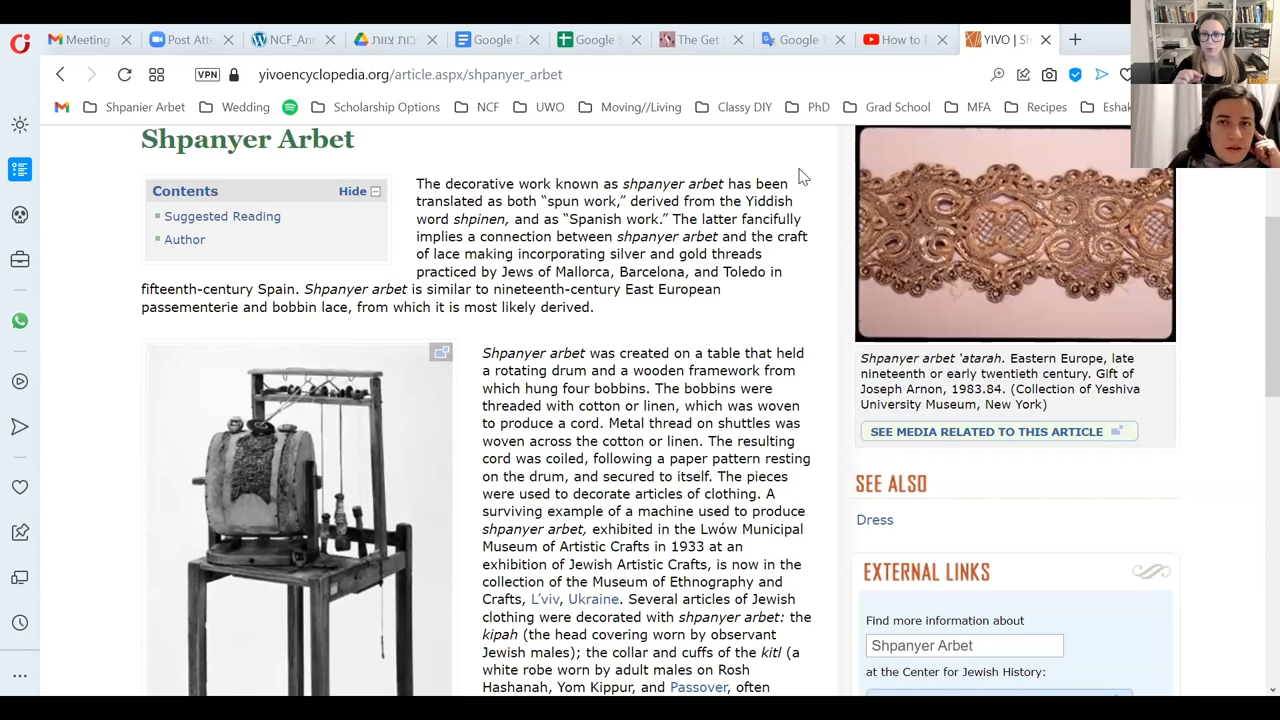 Meeting
Post Atte
WordPress NCF_Ann
יבות צוות
Google D
Google S
The Get
Google T
How to F
YIVO | Sh
VPN
yivoencyclopedia.org/article.aspx/shpanyer_arbet
Shpanier Arbet
Wedding
Scholarship Options
NCF
UWO
Moving//Living
Classy DIY
PhD
Grad School
MFA
Recipes
Eshak
Shpanyer Arbet
Contents
Hide
Suggested Reading
Author
The decorative work known as shpanyer arbet has been
translated as both “spun work,” derived from the Yiddish
word shpinen, and as “Spanish work.” The latter fancifully
implies a connection between shpanyer arbet and the craft
of lace making incorporating silver and gold threads
practiced by Jews of Mallorca, Barcelona, and Toledo in
fifteenth-century Spain. Shpanyer arbet is similar to nineteenth-century East European
passementerie and bobbin lace, from which it is most likely derived.
Shpanyer arbet was created on a table that held
a rotating drum and a wooden framework from
which hung four bobbins. The bobbins were
threaded with cotton or linen, which was woven
to produce a cord. Metal thread on shuttles was
woven across the cotton or linen. The resulting
cord was coiled, following a paper pattern resting
on the drum, and secured to itself. The pieces
were used to decorate articles of clothing. A
surviving example of a machine used to produce
shpanyer arbet, exhibited in the Lwów Municipal
Museum of Artistic Crafts in 1933 at an
exhibition of Jewish Artistic Crafts, is now in the
collection of the Museum of Ethnography and
Crafts, L’viv, Ukraine. Several articles of Jewish
clothing were decorated with shpanyer arbet: the
kipah (the head covering worn by observant
Jewish males); the collar and cuffs of the kitl (a
white robe worn by adult males on Rosh
Hashanah, Yom Kippur, and Passover, often
Shpanyer arbet ‘atarah. Eastern Europe, late
nineteenth or early twentieth century. Gift of
Joseph Arnon, 1983.84. (Collection of Yeshiva
University Museum, New York)
SEE MEDIA RELATED TO THIS ARTICLE
SEE ALSO
Dress
EXTERNAL LINKS
Find more information about
Shpanyer Arbet
at the Center for Jewish History: